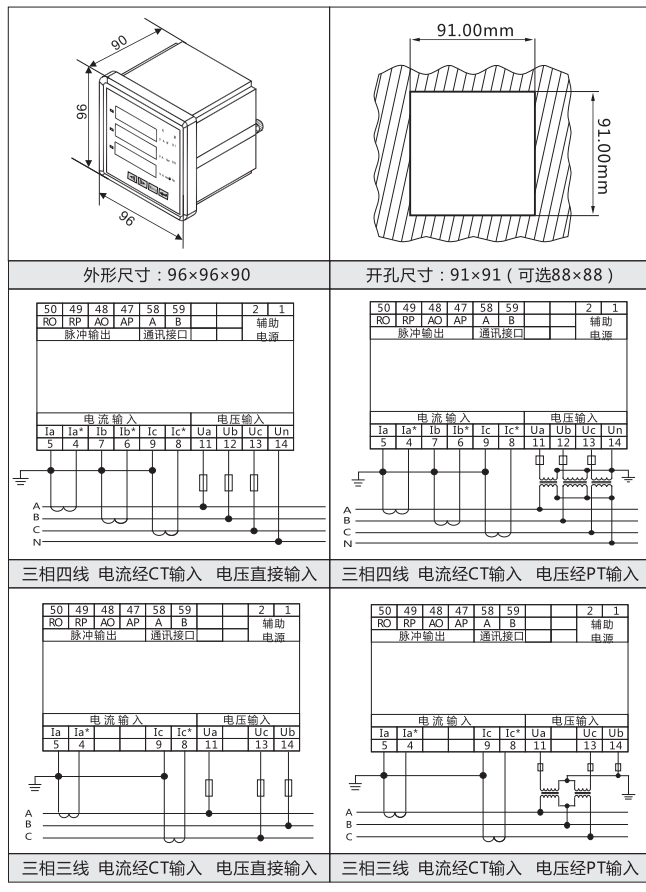 90
96
96
91.00mm
91.00mm
外形尺寸：96×96×90
开孔尺寸：91×91（可选88×88）
50 49 48 47 58 59 2 1
RO RP AO AP A B 辅助
脉冲输出 通讯接口 电源
电流输入 电压输入
Ia Ia* Ib Ib* Ic Ic* Ua Ub Uc Un
5 4 7 6 9 8 11 12 13 14
A
B
C
N
三相四线 电流经CT输入 电压直接输入
50 49 48 47 58 59 2 1
RO RP AO AP A B 辅助
脉冲输出 通讯接口 电源
电流输入 电压输入
Ia Ia* Ib Ib* Ic Ic* Ua Ub Uc Un
5 4 7 6 9 8 11 12 13 14
A
B
C
N
三相四线 电流经CT输入 电压经PT输入
50 49 48 47 58 59 2 1
RO RP AO AP A B 辅助
脉冲输出 通讯接口 电源
电流输入 电压输入
Ia Ia* Ic Ic* Ua Uc Ub
5 4 9 8 11 13 14
A
B
C
三相三线 电流经CT输入 电压直接输入
50 49 48 47 58 59 2 1
RO RP AO AP A B 辅助
脉冲输出 通讯接口 电源
电流输入 电压输入
Ia Ia* Ic Ic* Ua Uc Ub
5 4 9 8 11 13 14
A
B
C
三相三线 电流经CT输入 电压经PT输入